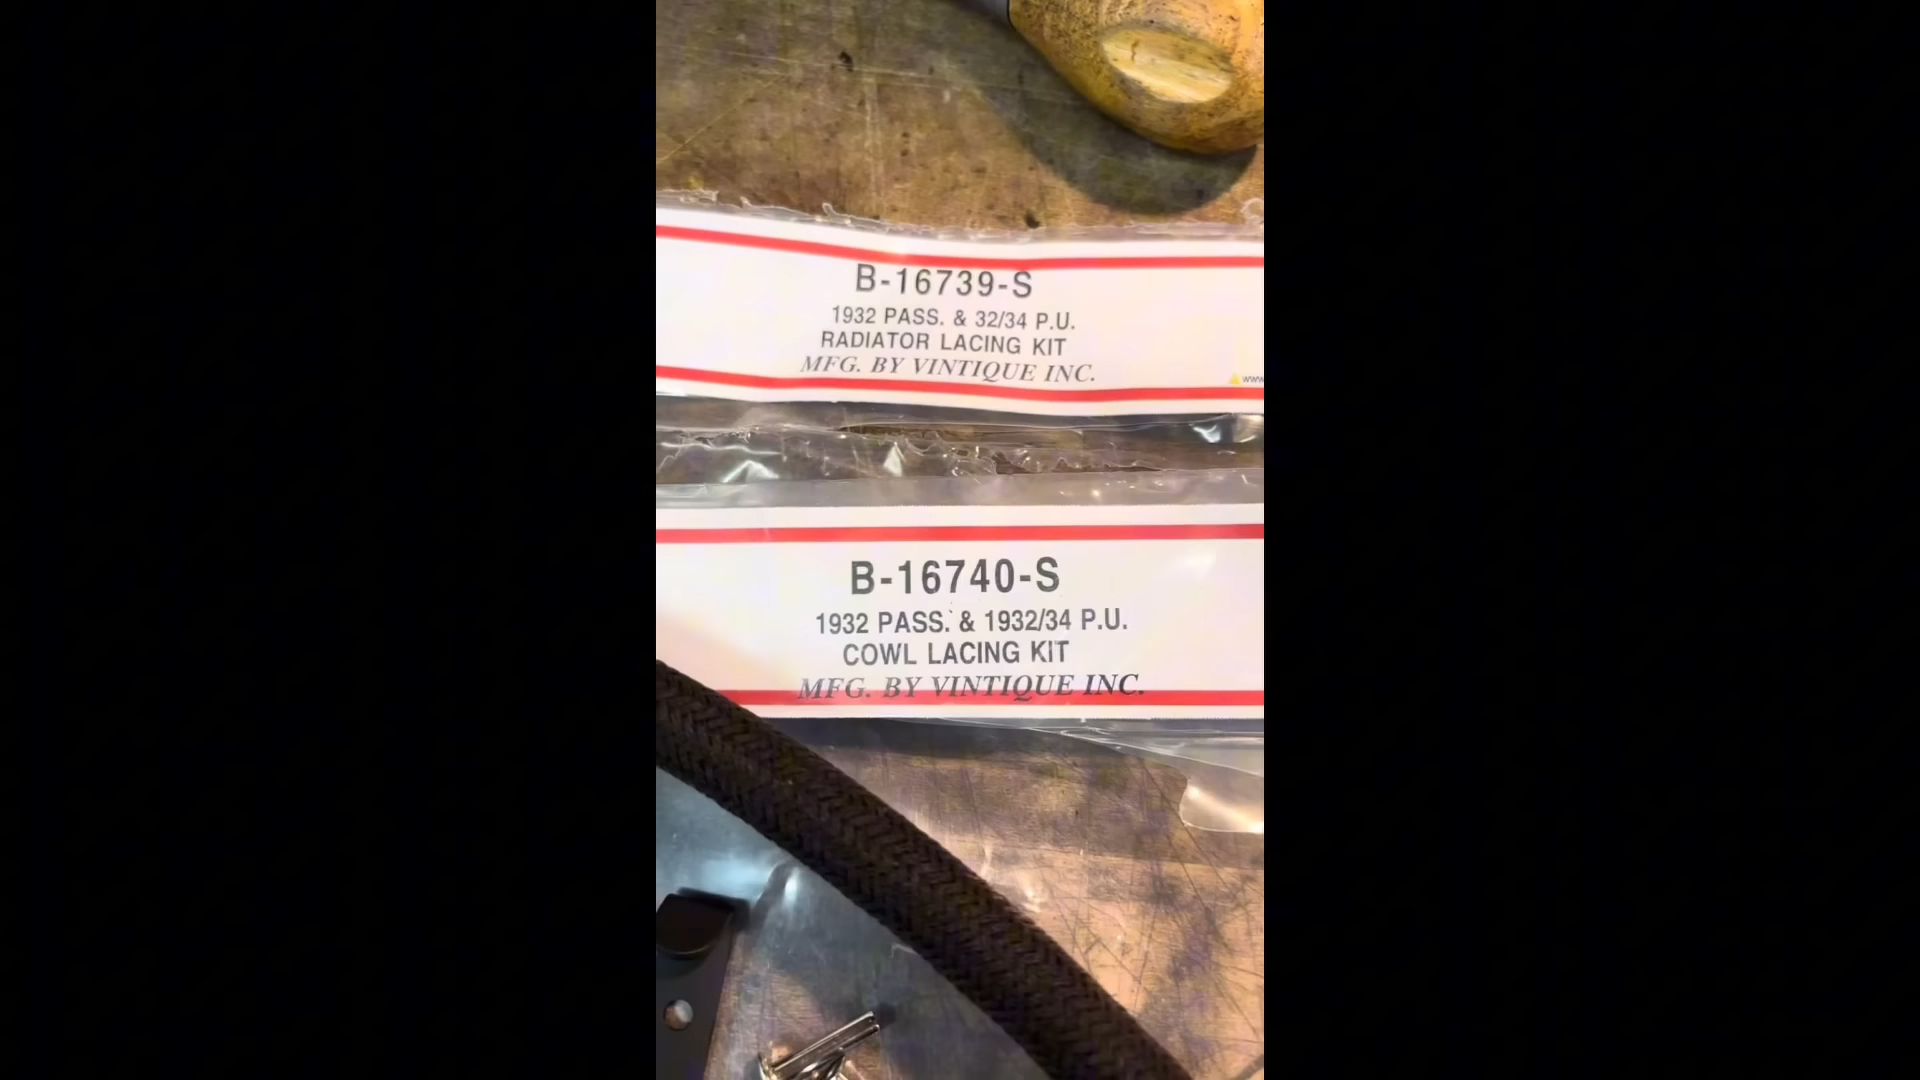 B-16739-S
1932 PASS. & 32/34 P.U.
RADIATOR LACING KIT
MFG. BY VINTIQUE INC.
www
B-16740-S
1932 PASS. & 1932/34 P.U.
COWL LACING KIT
MFG. BY VINTIQUE INC.